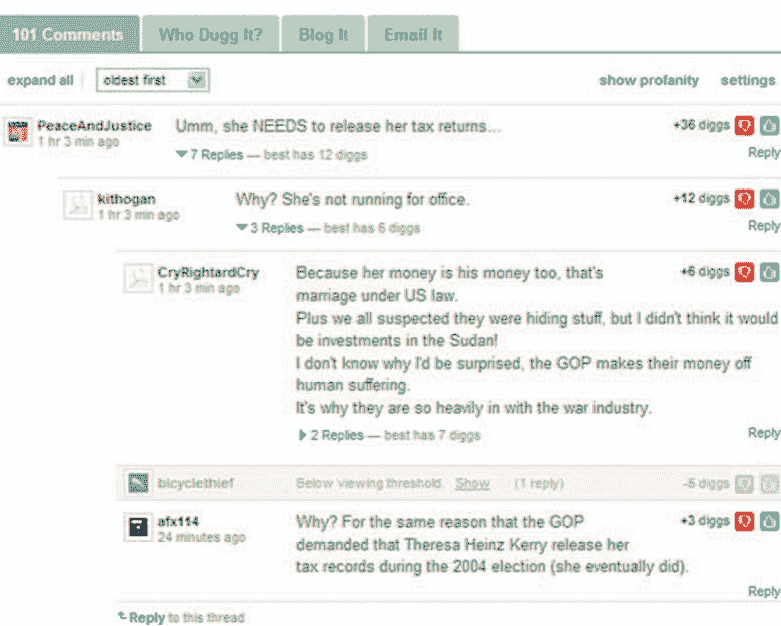 101 Comments Who Dugg It? Blog It Email It
expand all oldest first show profanity settings
PeaceAndJustice Umm, she NEEDS to release her tax returns... +36 diggs
1 hr 3 min ago
7 Replies — best has 12 diggs Reply
kithogan Why? She's not running for office. +12 diggs
1 hr 3 min ago
3 Replies — best has 6 diggs Reply
CryRightardCry Because her money is his money too, that's +6 diggs
1 hr 3 min ago
marriage under US law.
Plus we all suspected they were hiding stuff, but I didn't think it would
be investments in the Sudan!
I don't know why I'd be surprised, the GOP makes their money off
human suffering.
It's why they are so heavily in with the war industry.
2 Replies — best has 7 diggs Reply
bicyclethief Below viewing threshold. Show (1 reply) -5 diggs
afx114 Why? For the same reason that the GOP +3 diggs
24 minutes ago
demanded that Theresa Heinz Kerry release her
tax records during the 2004 election (she eventually did).
Reply
Reply to this thread